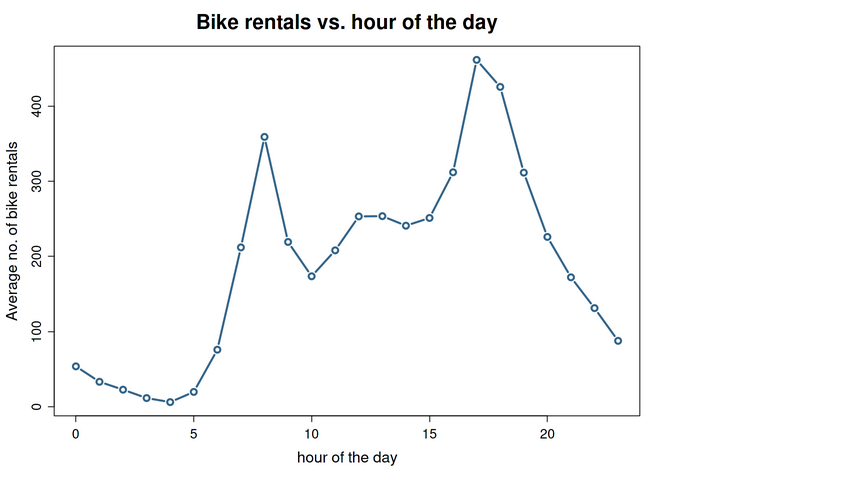 Bike rentals vs. hour of the day
Average no. of bike rentals
400
300
200
100
0
0 5 10 15 20
hour of the day